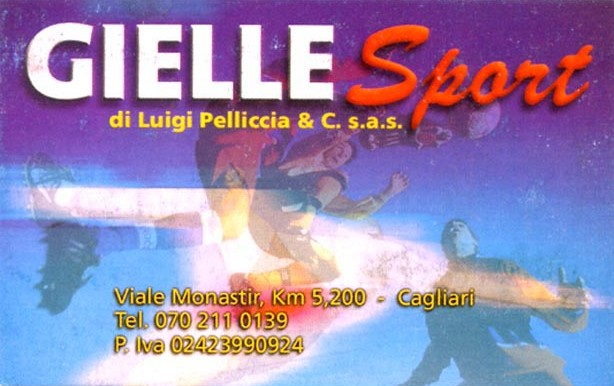 GIELLE Sport
di Luigi Pelliccia & C. s.a.s.
Viale Monastir, Km 5,200 - Cagliari
Tel. 070 211 0139
P. Iva 02423990924